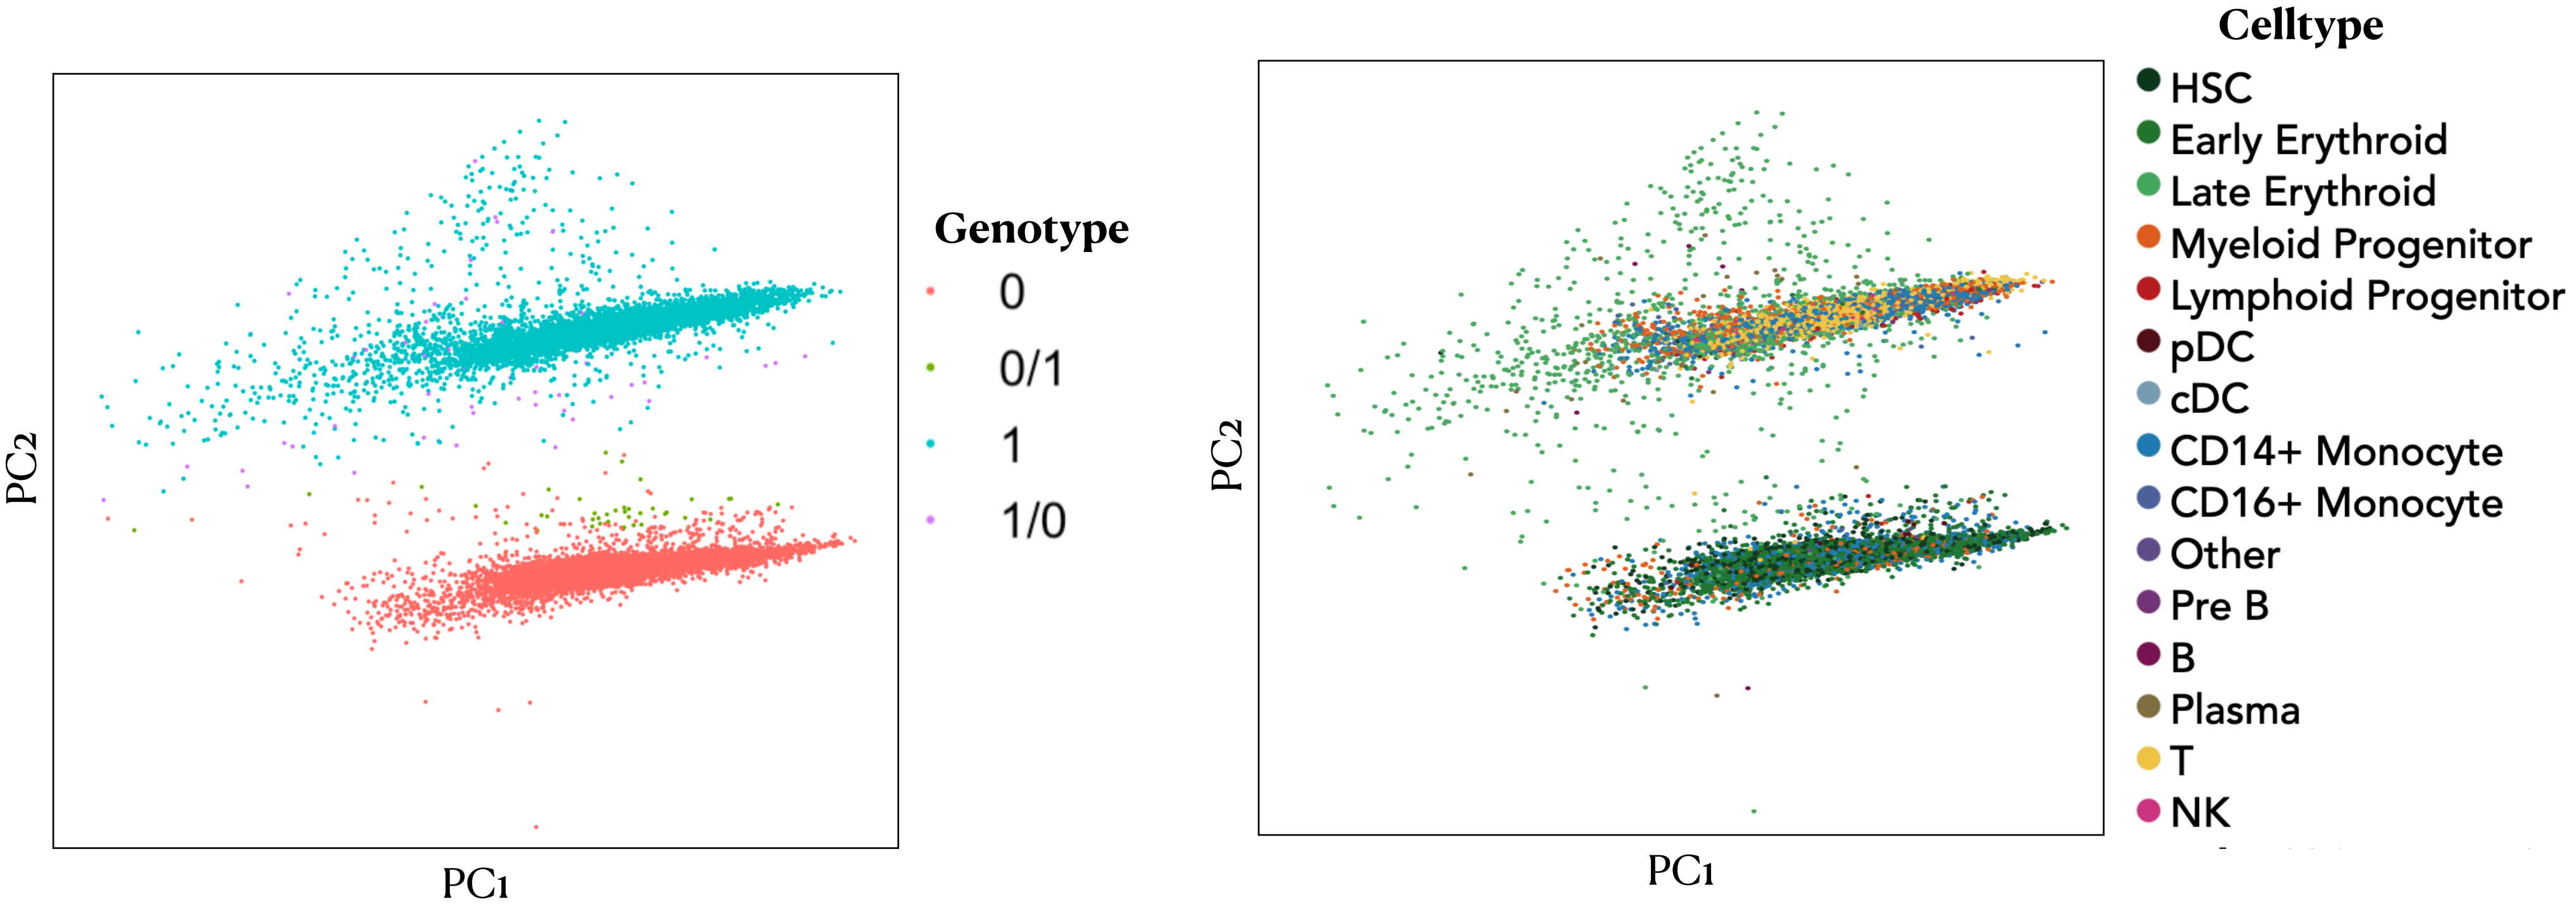 PC2
PC1
Genotype
0
0/1
1
1/0
PC2
PC1
Celltype
HSC
Early Erythroid
Late Erythroid
Myeloid Progenitor
Lymphoid Progenitor
pDC
cDC
CD14+ Monocyte
CD16+ Monocyte
Other
Pre B
B
Plasma
T
NK